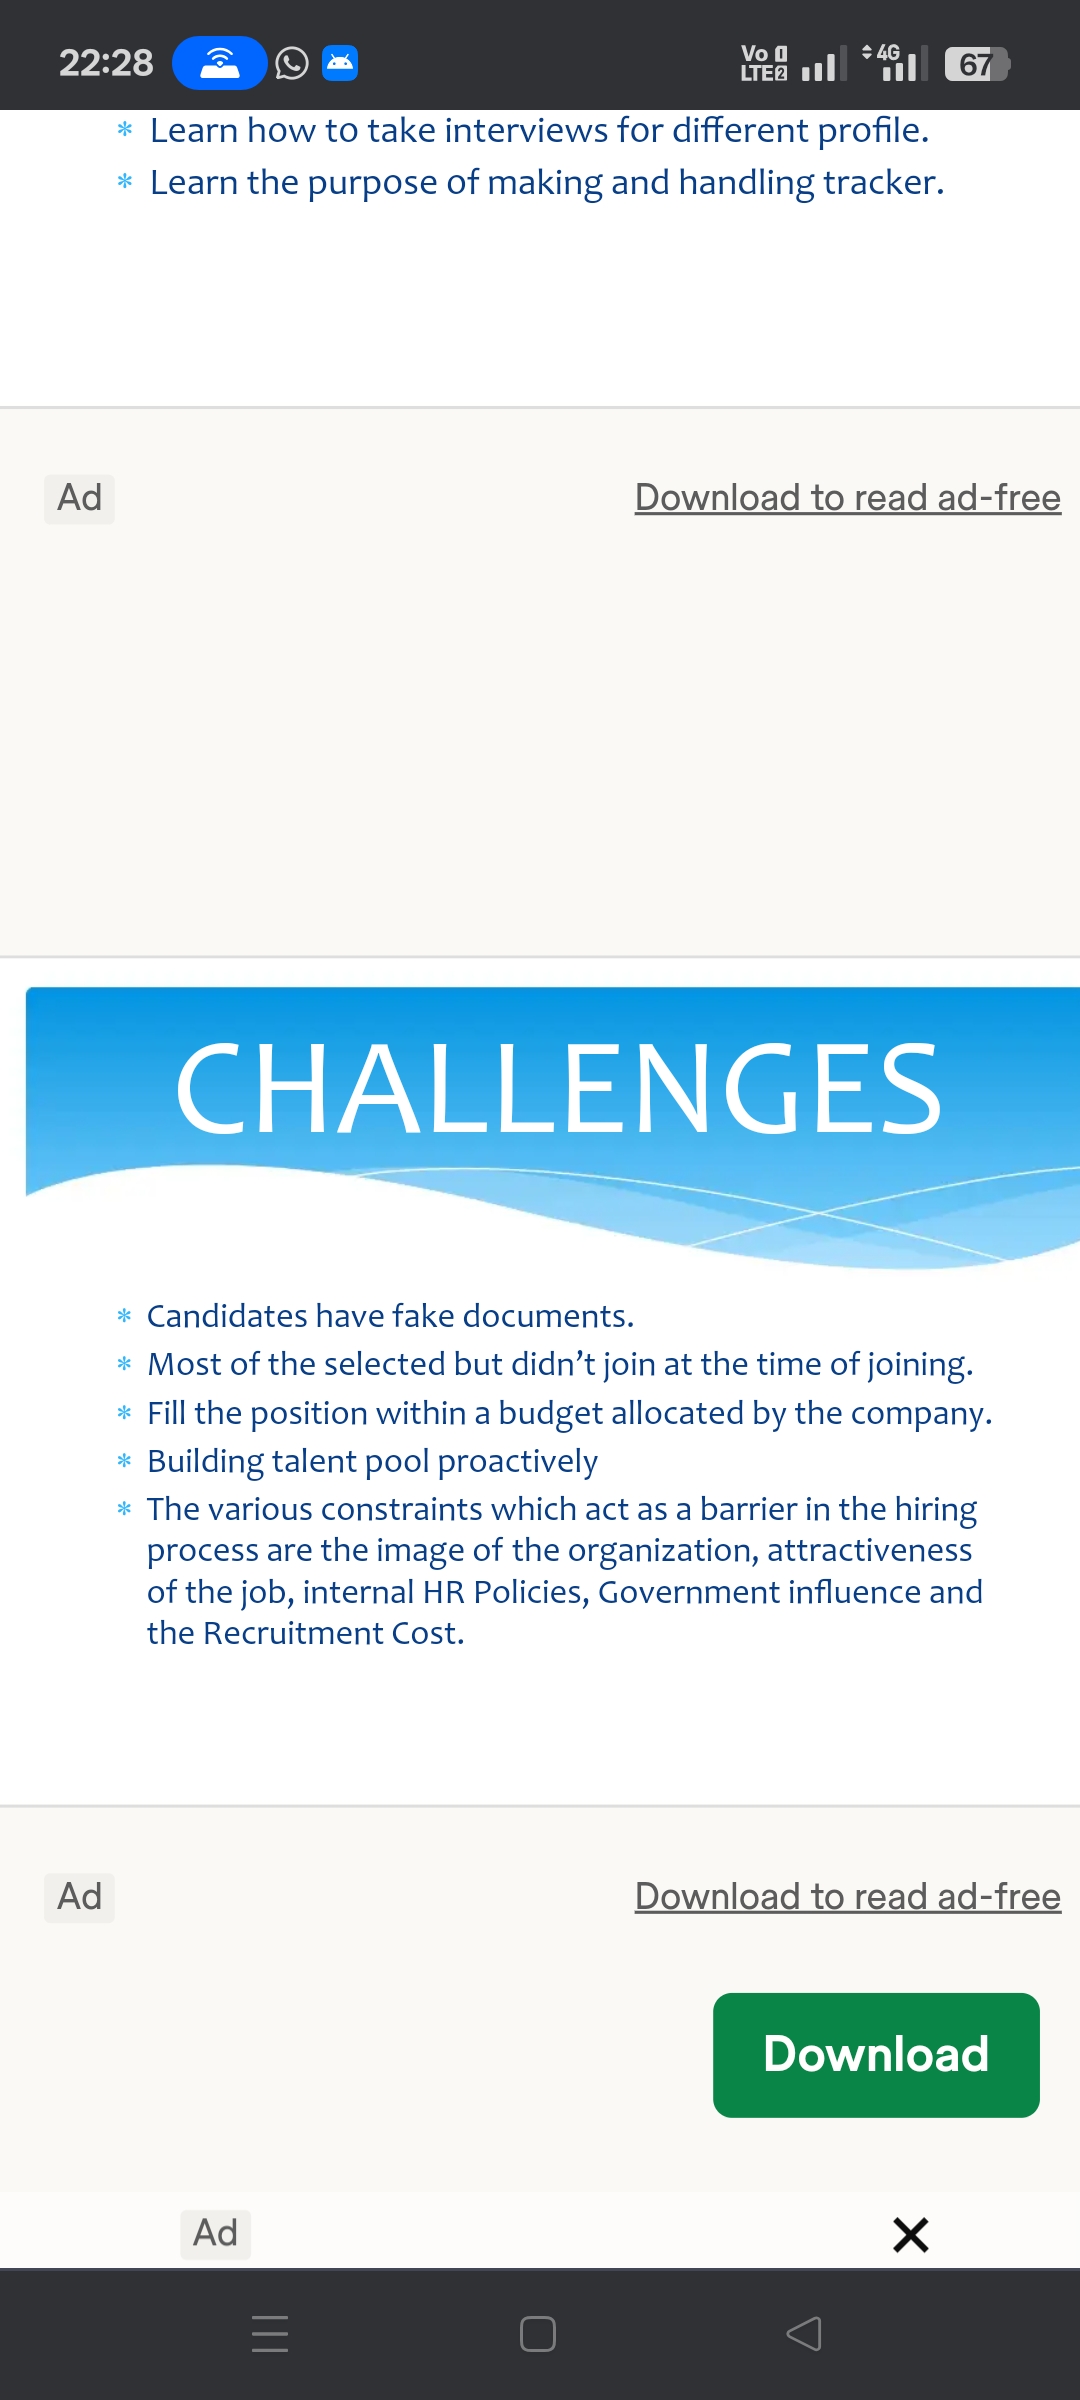 22:28
Vo 1
LTE 2
4G
67
* Learn how to take interviews for different profile.
* Learn the purpose of making and handling tracker.
Ad
Download to read ad-free
CHALLENGES
* Candidates have fake documents.
* Most of the selected but didn’t join at the time of joining.
* Fill the position within a budget allocated by the company.
* Building talent pool proactively
* The various constraints which act as a barrier in the hiring
process are the image of the organization, attractiveness
of the job, internal HR Policies, Government influence and
the Recruitment Cost.
Ad
Download to read ad-free
Download
Ad